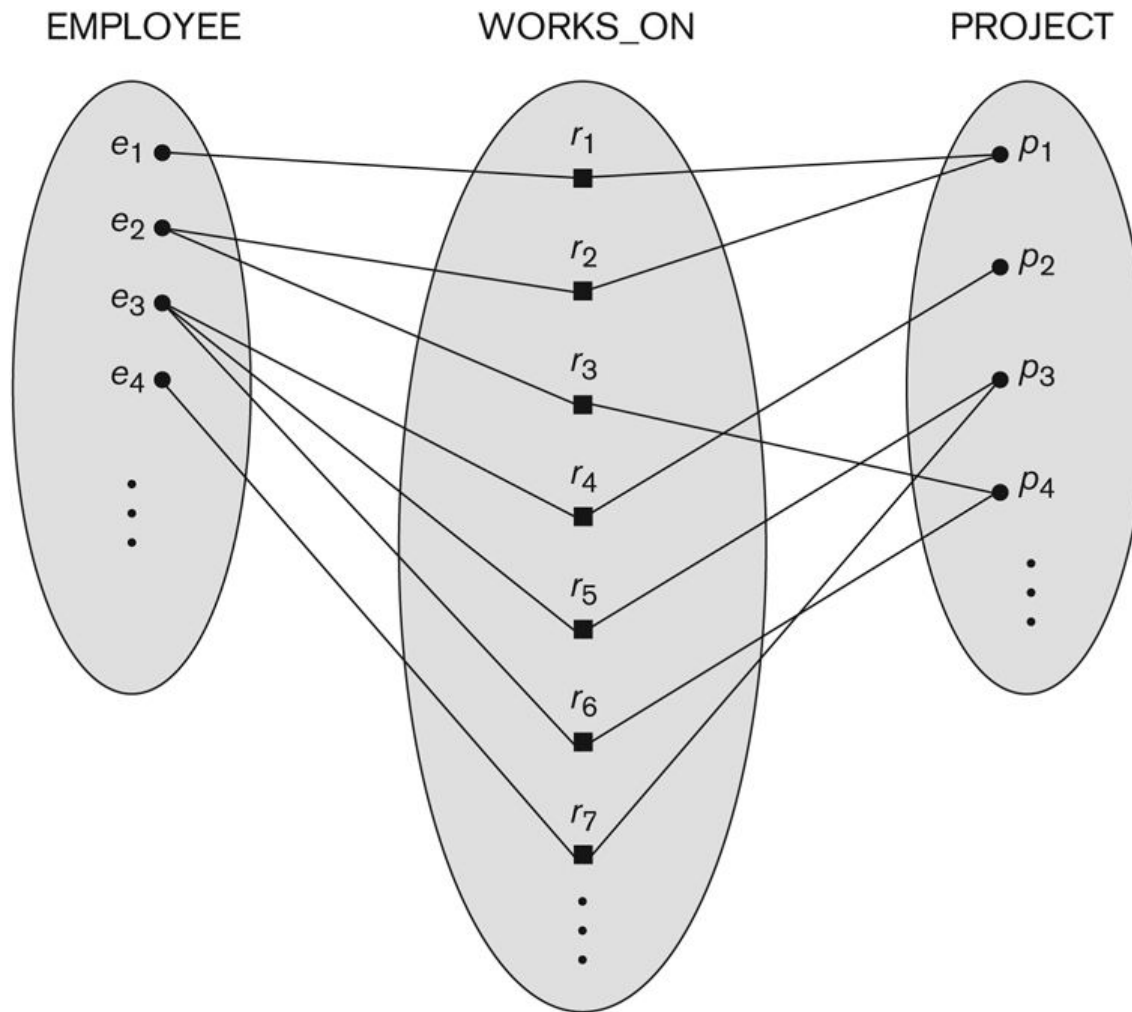 EMPLOYEE WORKS_ON PROJECT
e1 r1 p1
e2 r2 p2
e3 r3 p3
e4 r4 p4
r5
r6
r7